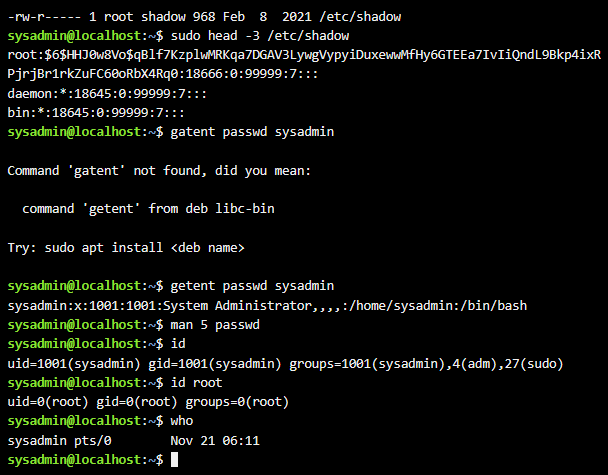 -rw-r----- 1 root shadow 968 Feb  8  2021 /etc/shadow
sysadmin@localhost:~$ sudo head -3 /etc/shadow
root:$6$HHJ0w8Vo$qBlf7KzplwMRKqa7DGAV3LywgVypyiDuxewwMfHy6GTEEa7IvIiQndL9Bkp4ixR
PjrjBr1rkZuFC60oRbX4Rq0:18666:0:99999:7:::
daemon:*:18645:0:99999:7:::
bin:*:18645:0:99999:7:::
sysadmin@localhost:~$ gatent passwd sysadmin
Command 'gatent' not found, did you mean:
  command 'getent' from deb libc-bin
Try: sudo apt install <deb name>
sysadmin@localhost:~$ getent passwd sysadmin
sysadmin:x:1001:1001:System Administrator,,,,:/home/sysadmin:/bin/bash
sysadmin@localhost:~$ man 5 passwd
sysadmin@localhost:~$ id
uid=1001(sysadmin) gid=1001(sysadmin) groups=1001(sysadmin),4(adm),27(sudo)
sysadmin@localhost:~$ id root
uid=0(root) gid=0(root) groups=0(root)
sysadmin@localhost:~$ who
sysadmin pts/0        Nov 21 06:11
sysadmin@localhost:~$